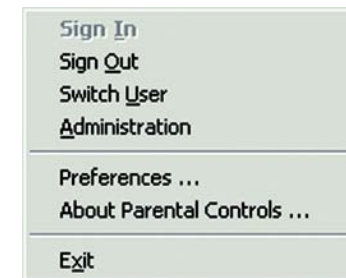 Sign In
Sign Out
Switch User
Administration
Preferences ...
About Parental Controls ...
Exit